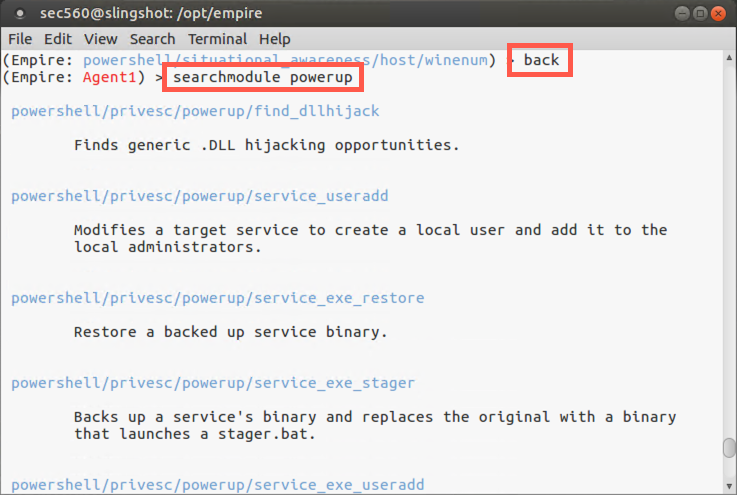 sec560@slingshot: /opt/empire
File Edit View Search Terminal Help
(Empire: powershell/situational_awareness/host/winenum) > back
(Empire: Agent1) > searchmodule powerup
powershell/privesc/powerup/find_dllhijack
Finds generic .DLL hijacking opportunities.
powershell/privesc/powerup/service_useradd
Modifies a target service to create a local user and add it to the
local administrators.
powershell/privesc/powerup/service_exe_restore
Restore a backed up service binary.
powershell/privesc/powerup/service_exe_stager
Backs up a service's binary and replaces the original with a binary
that launches a stager.bat.
powershell/privesc/powerup/service_exe_useradd